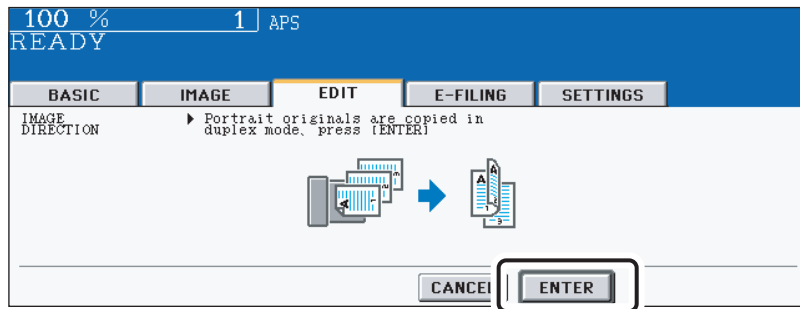 100 % 1 APS
READY
BASIC IMAGE EDIT E-FILING SETTINGS
IMAGE DIRECTION
▶ Portrait originals are copied in
duplex mode, press [ENTER]
CANCEL ENTER